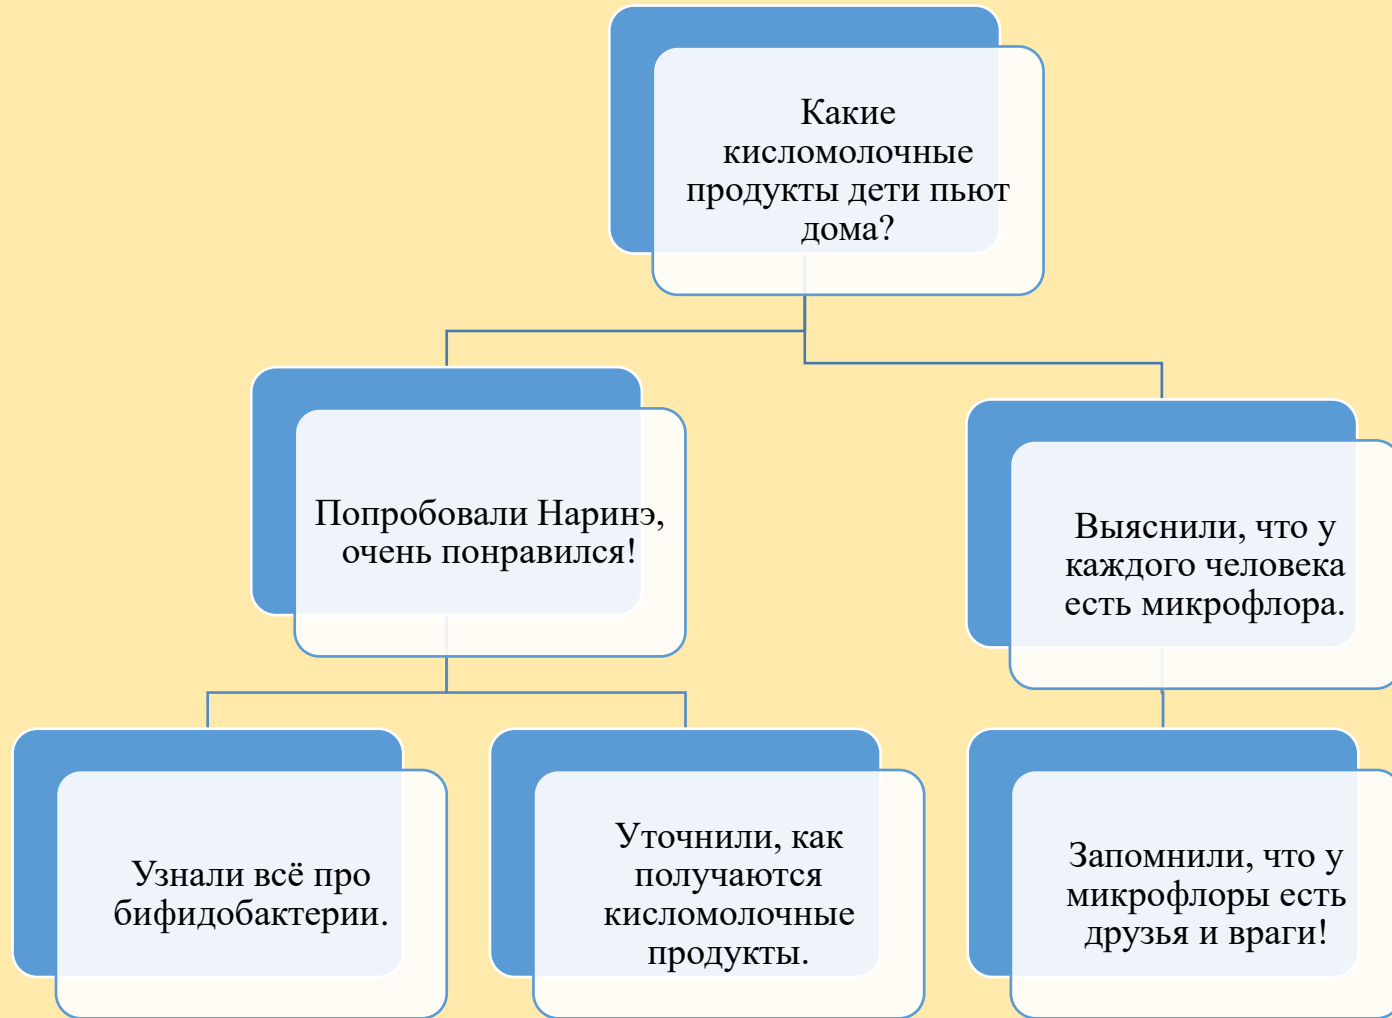 Какие
кисломолочные
продукты дети пьют
дома?
Попробовали Наринэ,
очень понравился!
Выяснили, что у
каждого человека
есть микрофлора.
Узнали всё про
бифидобактерии.
Уточнили, как
получаются
кисломолочные
продукты.
Запомнили, что у
микрофлоры есть
друзья и враги!